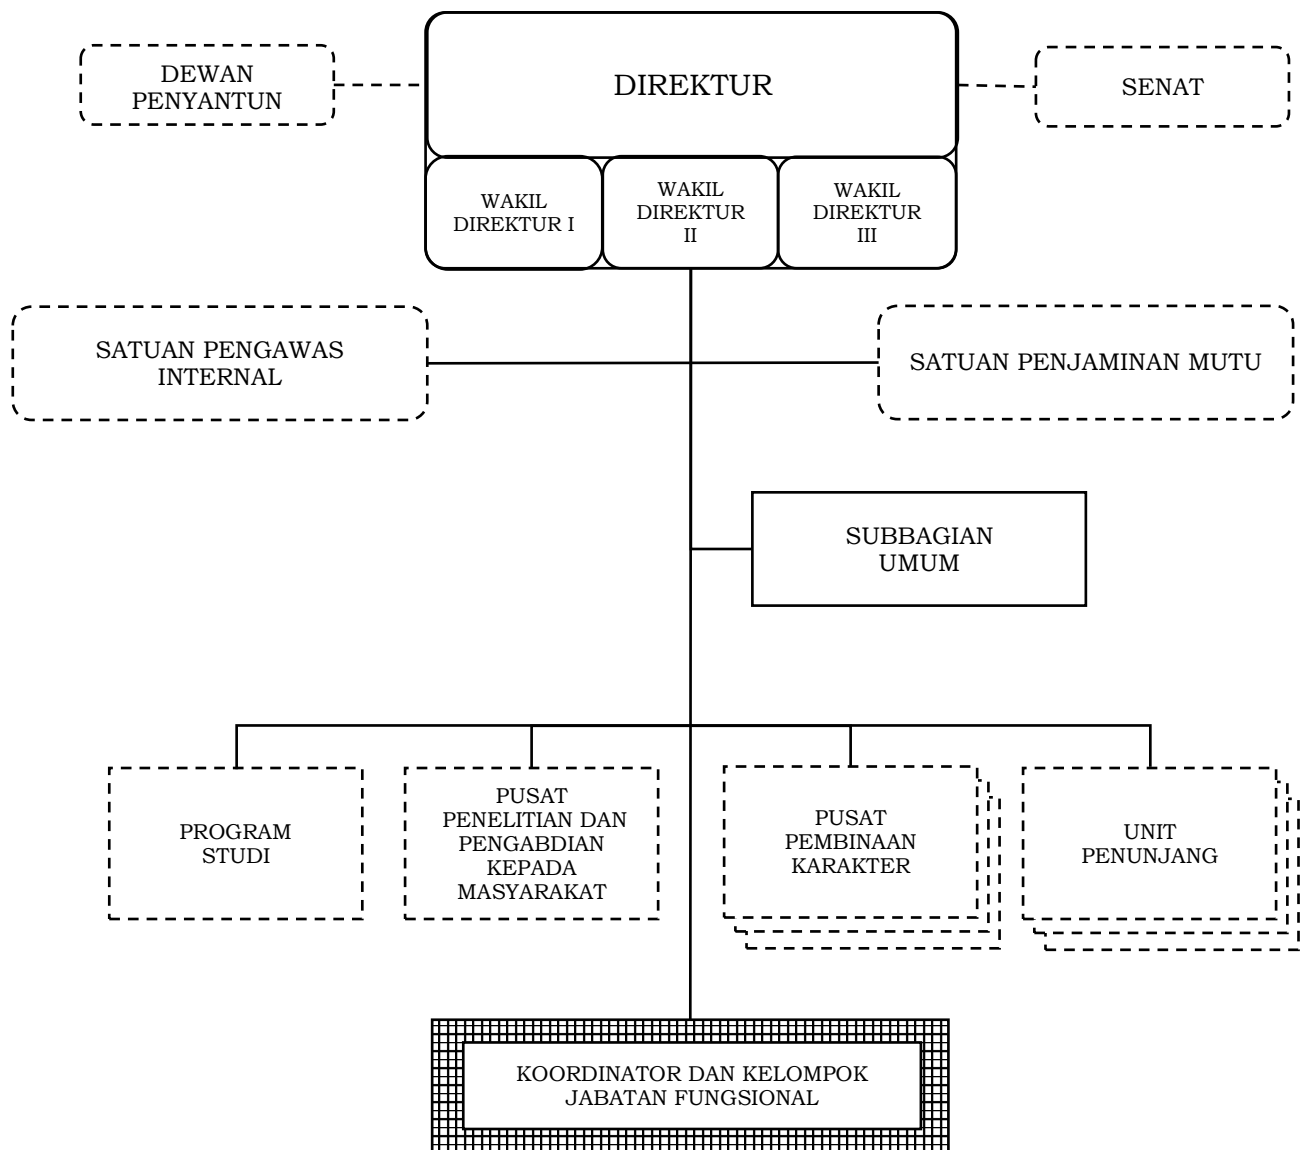 DEWAN
PENYANTUN
DIREKTUR
SENAT
WAKIL
DIREKTUR I
WAKIL
DIREKTUR
II
WAKIL
DIREKTUR
III
SATUAN PENGAWAS
INTERNAL
SATUAN PENJAMINAN MUTU
SUBBAGIAN
UMUM
PROGRAM
STUDI
PUSAT
PENELITIAN DAN
PENGABDIAN
KEPADA
MASYARAKAT
PUSAT
PEMBINAAN
KARAKTER
UNIT
PENUNJANG
KOORDINATOR DAN KELOMPOK
JABATAN FUNGSIONAL